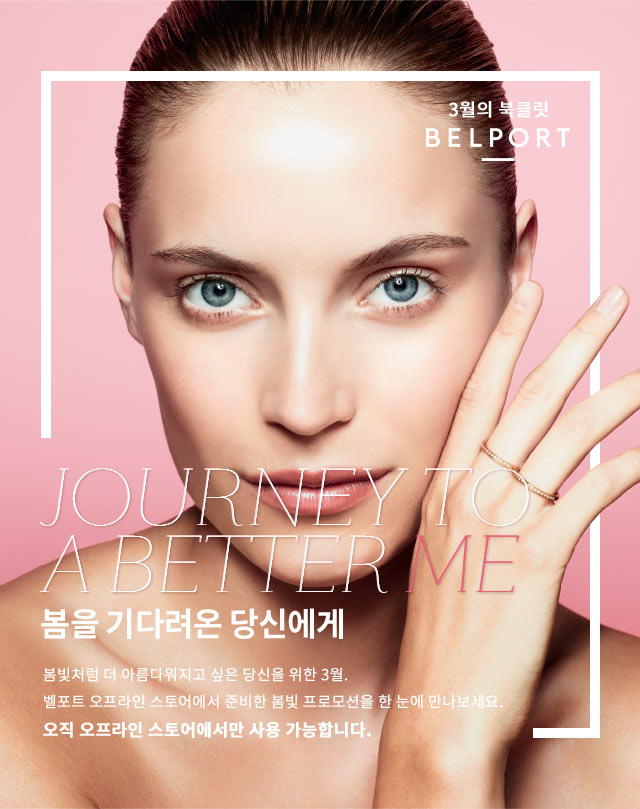 3월의 북클릿
BELPORT
JOURNEY TO
A BETTER ME
봄을 기다려온 당신에게
봄빛처럼 더 아름다워지고 싶은 당신을 위한 3월.
벨포트 오프라인 스토어에서 준비한 봄빛 프로모션을 한 눈에 만나보세요.
오직 오프라인 스토어에서만 사용 가능합니다.